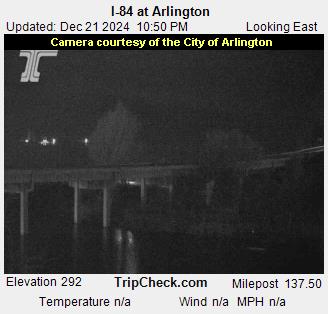 I-84 at Arlington
Updated: Dec 21 2024 10:50 PM Looking East
Camera courtesy of the City of Arlington
Elevation 292 TripCheck.com Milepost 137.50
Temperature n/a Wind n/a MPH n/a